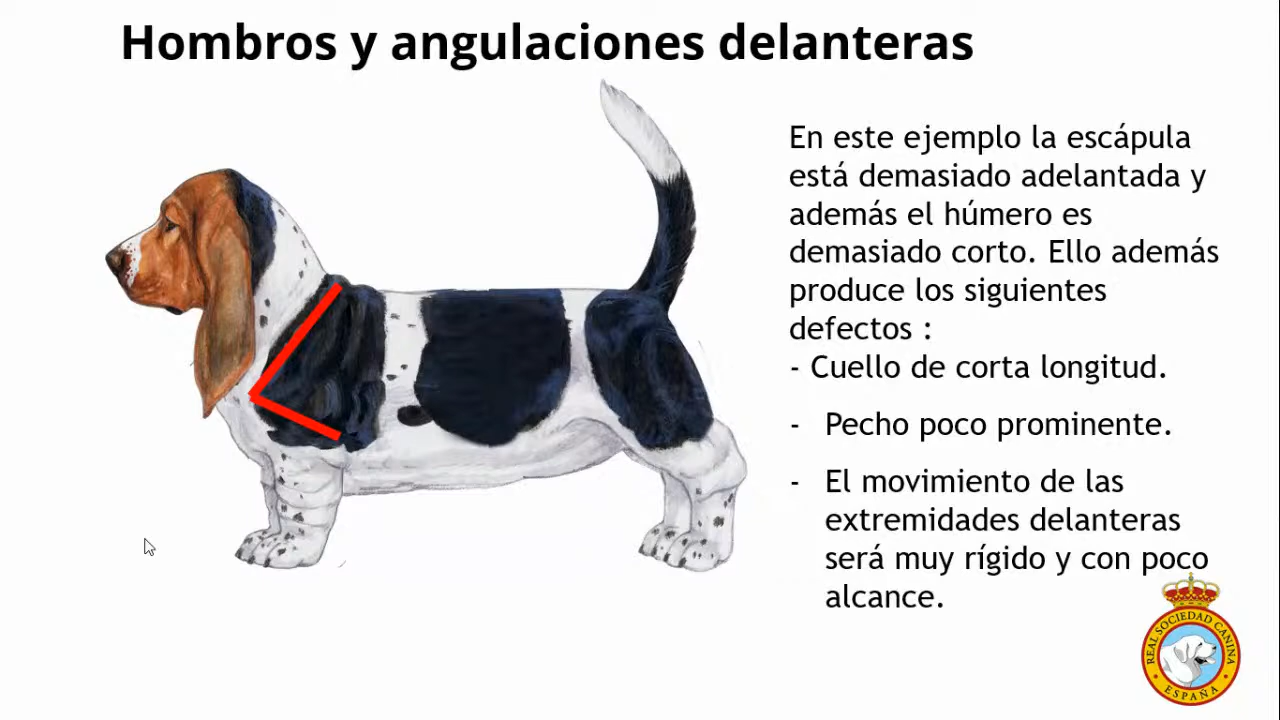 Hombros y angulaciones delanteras
En este ejemplo la escápula
está demasiado adelantada y
además el húmero es
demasiado corto. Ello además
produce los siguientes
defectos :
- Cuello de corta longitud.
- Pecho poco prominente.
- El movimiento de las
extremidades delanteras
será muy rígido y con poco
alcance.
REAL SOCIEDAD CANINA
ESPAÑA